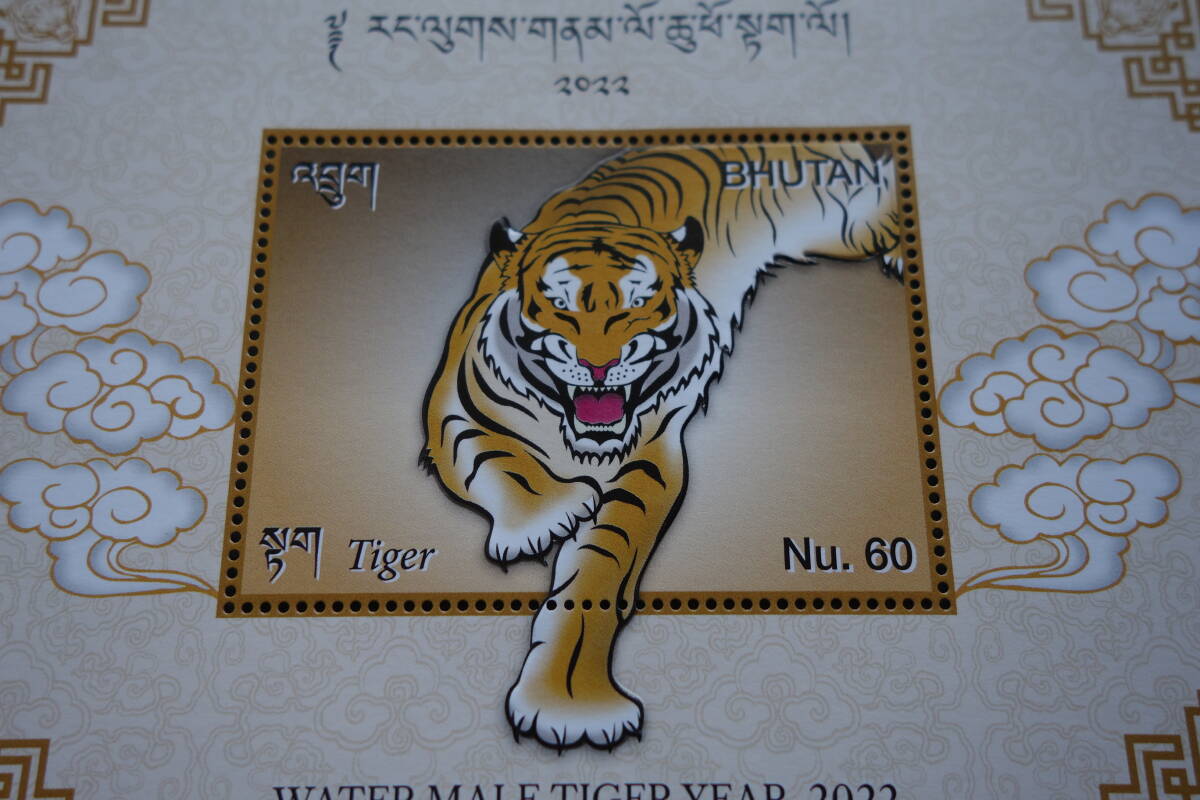 ༄༅ རང་ལུགས་གནམ་ལོ་ཆུ་ཕོ་སྟག་ལོ།
༢༠༢༢
འབྲུག
BHUTAN
སྟག Tiger
Nu. 60
WATER MALE TIGER YEAR, 2022